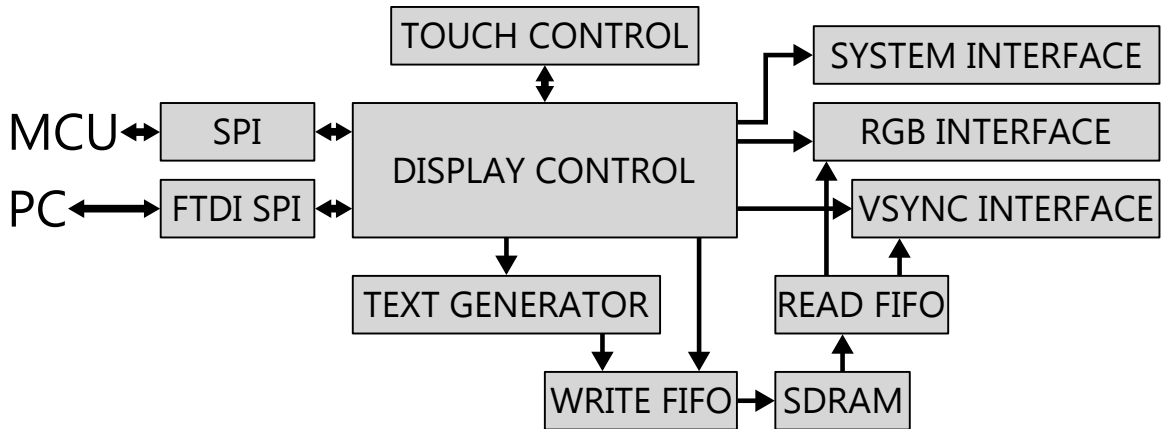 TOUCH CONTROL
SYSTEM INTERFACE
MCU
SPI
DISPLAY CONTROL
RGB INTERFACE
PC
FTDI SPI
VSYNC INTERFACE
TEXT GENERATOR
READ FIFO
WRITE FIFO
SDRAM